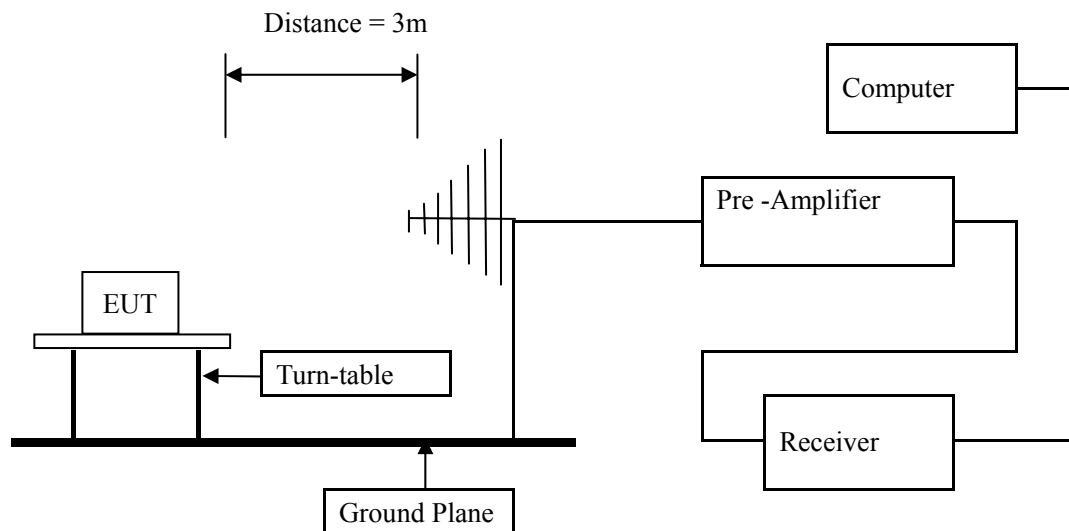 Distance = 3m
Computer
Pre -Amplifier
EUT
Turn-table
Receiver
Ground Plane